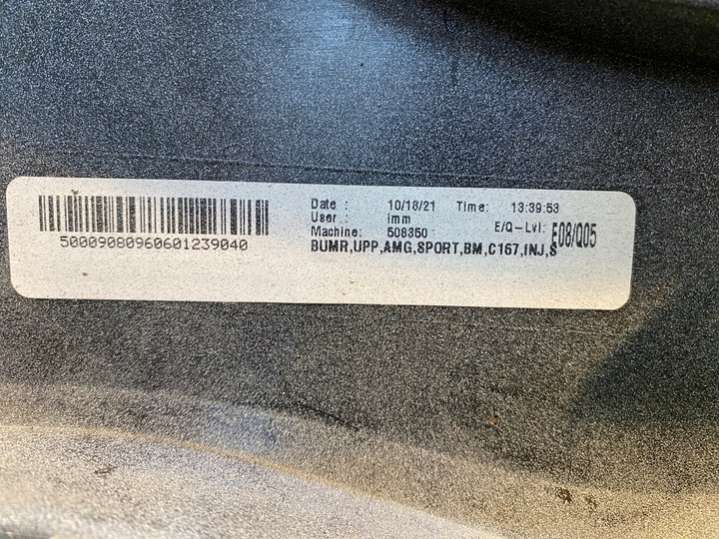 50009080960601239040
Date : 10/18/21 Time: 13:39:53
User : imm
Machine: 508350 E/Q-Lvl: E08/Q05
BUMR,UPP,AMG,SPORT,BM,C167,INJ,S